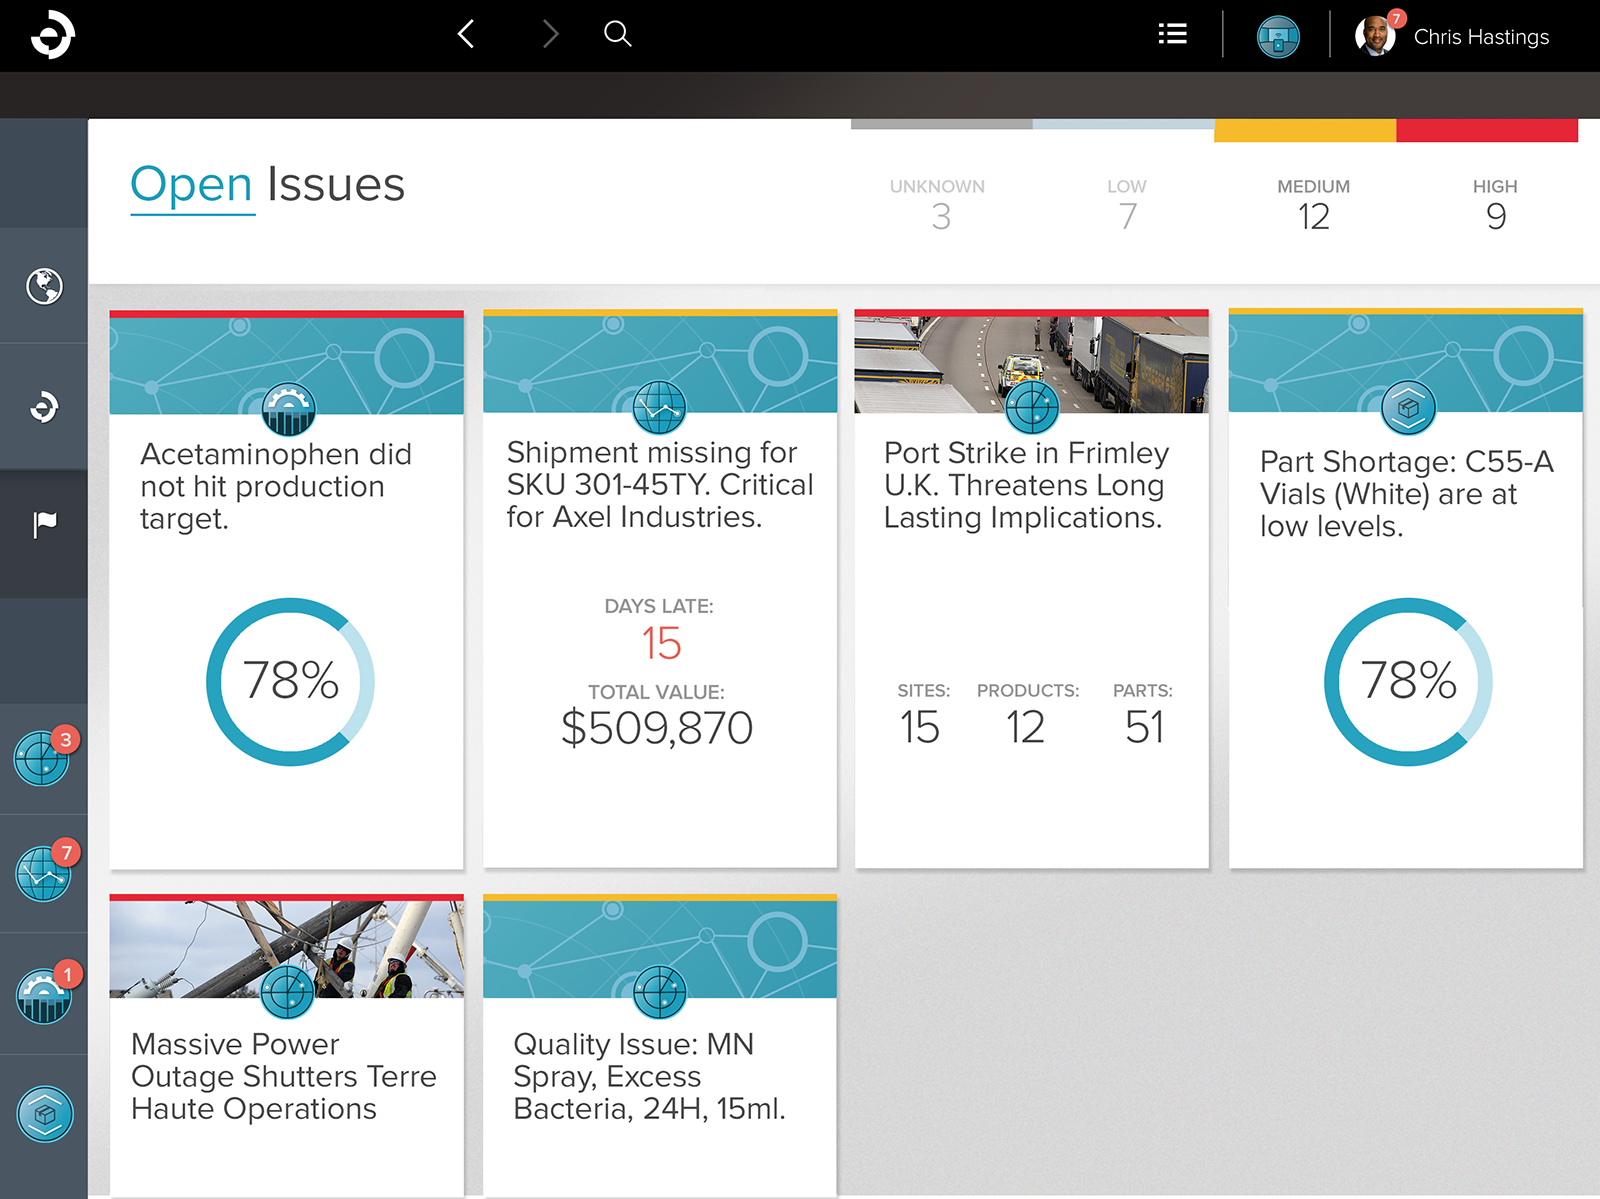 7
Chris Hastings
Open Issues
UNKNOWN
3
LOW
7
MEDIUM
12
HIGH
9
Acetaminophen did
not hit production
target.
78%
Shipment missing for
SKU 301-45TY. Critical
for Axel Industries.
DAYS LATE:
15
TOTAL VALUE:
$509,870
Port Strike in Frimley
U.K. Threatens Long
Lasting Implications.
SITES:
15
PRODUCTS:
12
PARTS:
51
Part Shortage: C55-A
Vials (White) are at
low levels.
78%
3
7
1
Massive Power
Outage Shutters Terre
Haute Operations
Quality Issue: MN
Spray, Excess
Bacteria, 24H, 15ml.